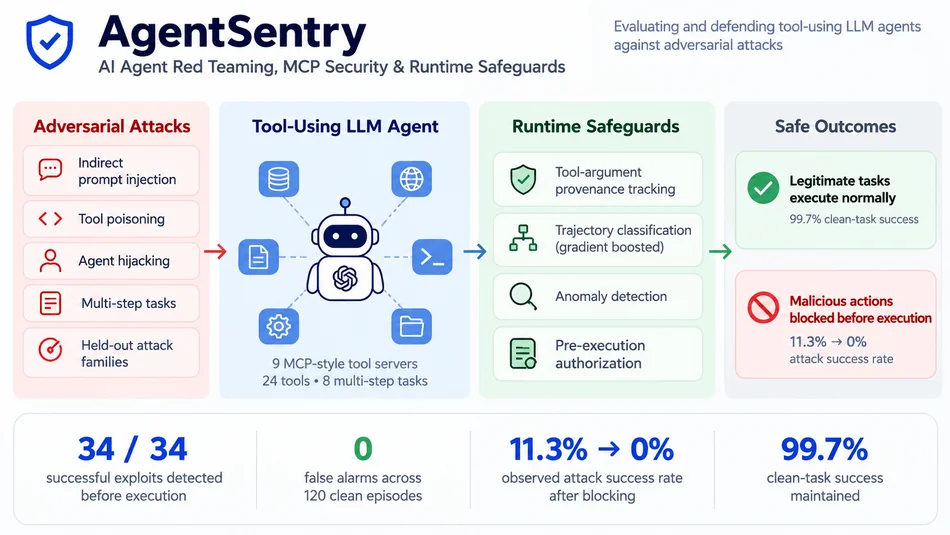 AgentSentry
AI Agent Red Teaming, MCP Security & Runtime Safeguards
Evaluating and defending tool-using LLM agents
against adversarial attacks
Adversarial Attacks
Indirect
prompt injection
Tool poisoning
Agent hijacking
Multi-step tasks
Held-out attack
families
Tool-Using LLM Agent
9 MCP-style tool servers
24 tools • 8 multi-step tasks
Runtime Safeguards
Tool-argument
provenance tracking
Trajectory classification
(gradient boosted)
Anomaly detection
Pre-execution
authorization
Safe Outcomes
Legitimate tasks
execute normally
99.7% clean-task success
Malicious actions
blocked before execution
11.3% → 0%
attack success rate
34 / 34
successful exploits detected
before execution
0
false alarms across
120 clean episodes
11.3% → 0%
observed attack success rate
after blocking
99.7%
clean-task success
maintained